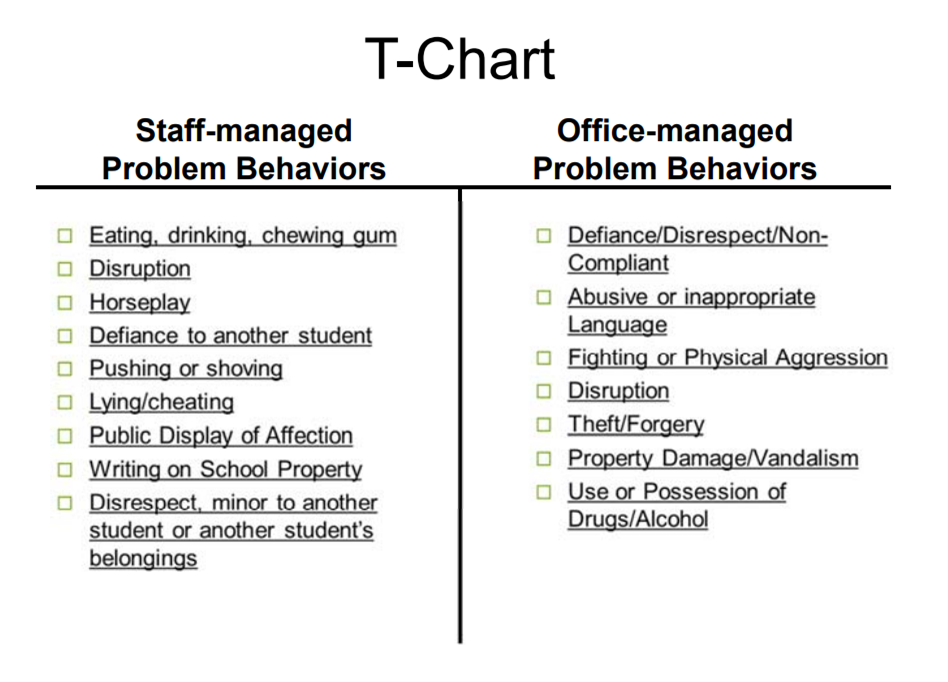 T-Chart
Staff-managed
Problem Behaviors
Eating, drinking, chewing gum
Disruption
Horseplay
Defiance to another student
Pushing or shoving
Lying/cheating
Public Display of Affection
Writing on School Property
Disrespect, minor to another
student or another student's
belongings
Office-managed
Problem Behaviors
Defiance/Disrespect/Non-
Compliant
Abusive or inappropriate
Language
Fighting or Physical Aggression
Disruption
Theft/Forgery
Property Damage/Vandalism
Use or Possession of
Drugs/Alcohol